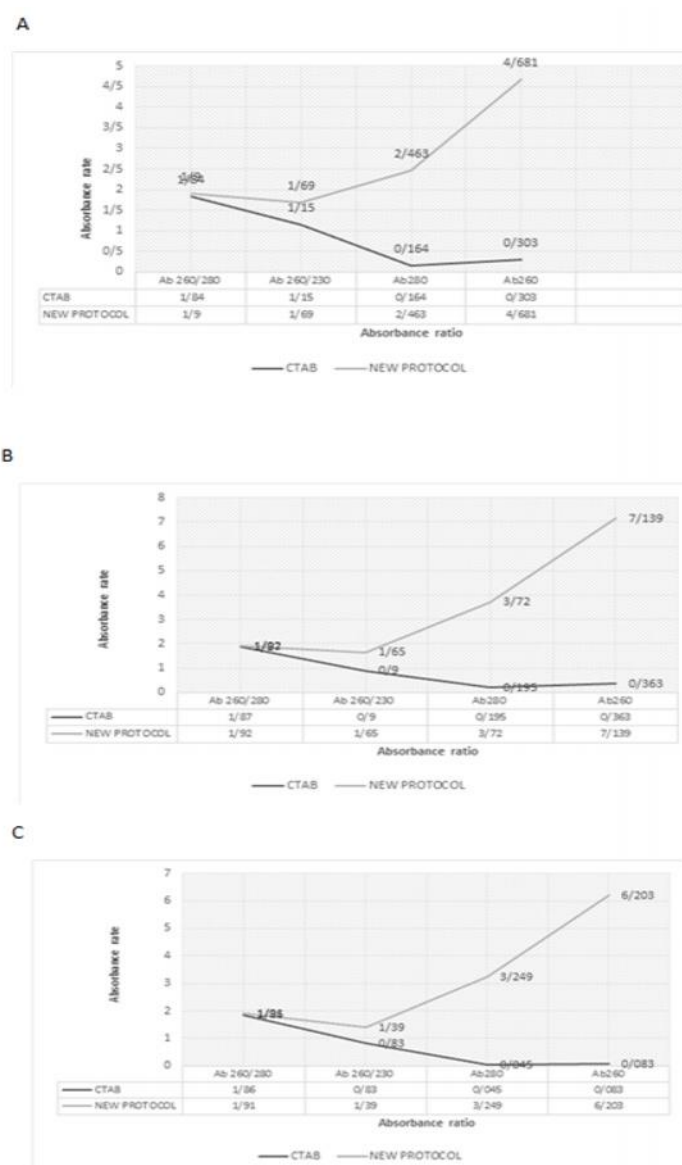 A
5
4/5
4
3/5
3
2/5
2
1/5
1
0/5
0
Absorbance rate
4/681
2/463
1/9
1/84
1/69
1/15
0/164
0/303
Ab 260/280 Ab 260/230 Ab280 Ab260
CTAB 1/84 1/15 0/164 0/303
NEW PROTOCOL 1/9 1/69 2/463 4/681
Absorbance ratio
CTAB NEW PROTOCOL
B
8
7
6
5
4
3
2
1
0
Absorbance rate
7/139
3/72
1/65
0/9
0/195
0/363
Ab 260/280 Ab 260/230 Ab280 Ab260
CTAB 1/87 0/9 0/195 0/363
NEW PROTOCOL 1/92 1/65 3/72 7/139
Absorbance ratio
CTAB NEW PROTOCOL
C
7
6
5
4
3
2
1
0
Absorbance rate
6/203
3/249
1/39
0/83
0/045
0/083
Ab 260/280 Ab 260/230 Ab280 Ab260
CTAB 1/86 0/83 0/045 0/083
NEW PROTOCOL 1/91 1/39 3/249 6/203
Absorbance ratio
CTAB NEW PROTOCOL